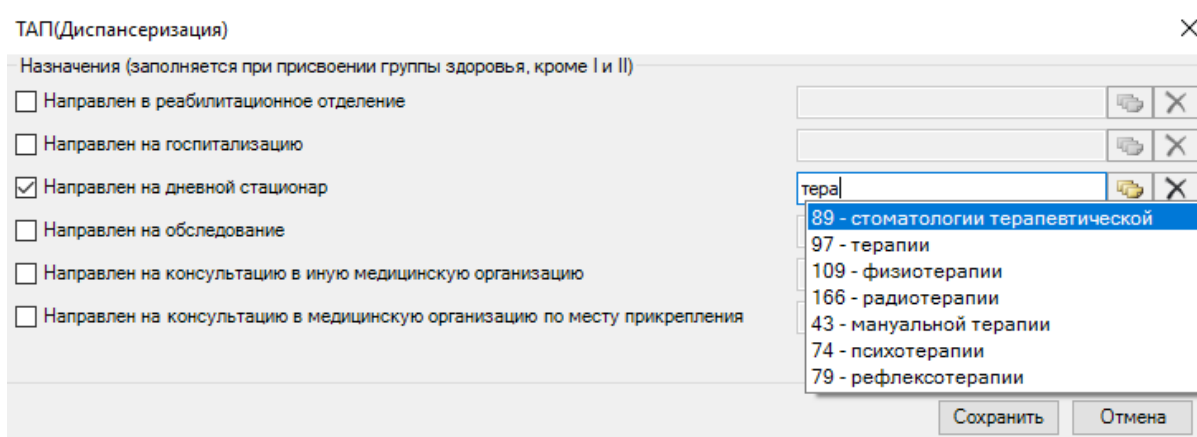 ТАП(Диспансеризация)
Назначения (заполняется при присвоении группы здоровья, кроме I и II)
Направлен в реабилитационное отделение
Направлен на госпитализацию
Направлен на дневной стационар
тера
89 - стоматологии терапевтической
Направлен на обследование
97 - терапии
109 - физиотерапии
Направлен на консультацию в иную медицинскую организацию
166 - радиотерапии
Направлен на консультацию в медицинскую организацию по месту прикрепления
43 - мануальной терапии
74 - психотерапии
79 - рефлексотерапии
Сохранить
Отмена